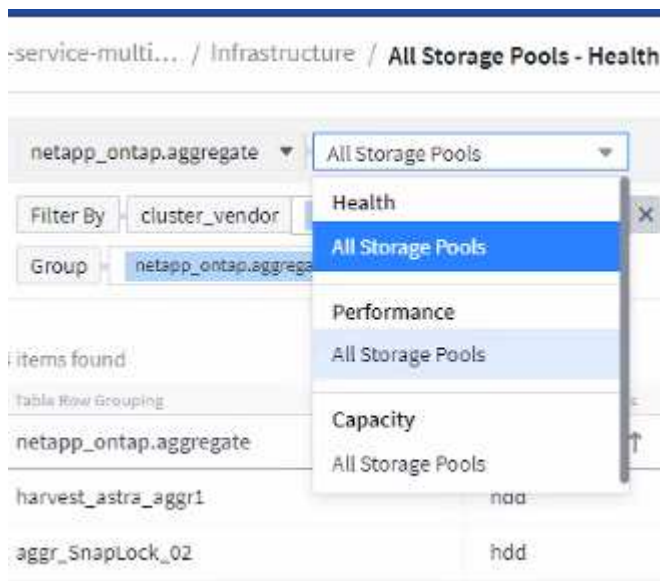 -service-multi... / Infrastructure / All Storage Pools - Health
netapp_ontap.aggregate All Storage Pools
Filter By cluster_vendor
Health
All Storage Pools
Group netapp_ontap.aggrega
Performance
All Storage Pools
items found
Table Row Grouping
Capacity
netapp_ontap.aggregate
All Storage Pools
harvest_astra_aggr1 hdd
aggr_SnapLock_02 hdd